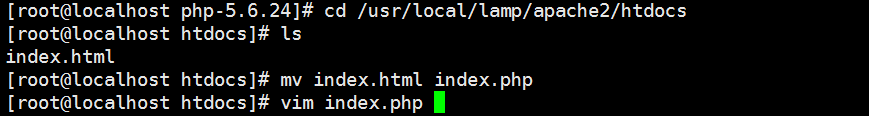 [root@localhost php-5.6.24]# cd /usr/local/lamp/apache2/htdocs
[root@localhost htdocs]# ls
index.html
[root@localhost htdocs]# mv index.html index.php
[root@localhost htdocs]# vim index.php